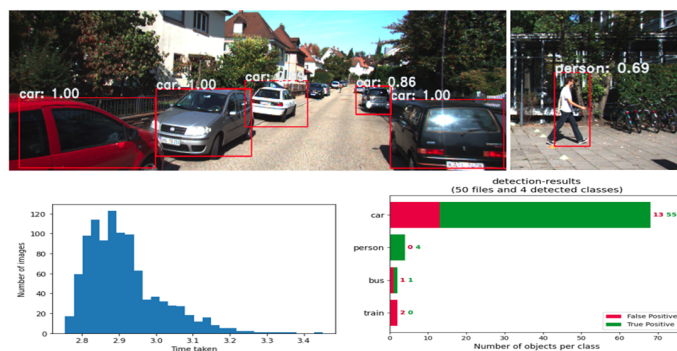 car: 1.00
car: 1.00
car: 0.86
car: 1.00
person: 0.69
detection-results
(50 files and 4 detected classes)
Number of images
120
100
80
60
40
20
0
2.8 2.9 3.0 3.1 3.2 3.3 3.4
Time taken
car
13 55
person
0 4
bus
1 1
train
2 0
False Positive
True Positive
0 10 20 30 40 50 60 70
Number of objects per class